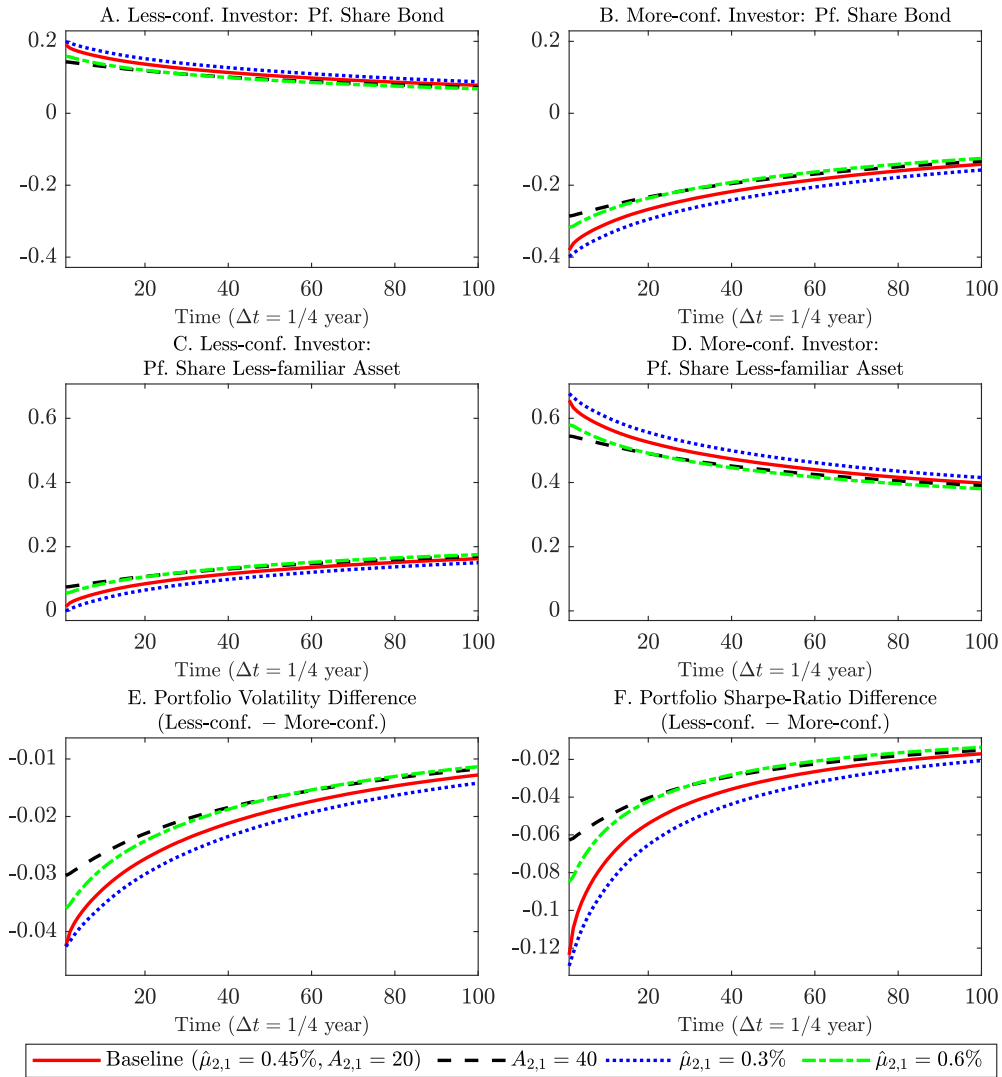 A. Less-conf. Investor: Pf. Share Bond
0.2
0
-0.2
-0.4
20 40 60 80 100
Time (Δt = 1/4 year)
B. More-conf. Investor: Pf. Share Bond
0.2
0
-0.2
-0.4
20 40 60 80 100
Time (Δt = 1/4 year)
C. Less-conf. Investor:
Pf. Share Less-familiar Asset
0.6
0.4
0.2
0
20 40 60 80 100
Time (Δt = 1/4 year)
D. More-conf. Investor:
Pf. Share Less-familiar Asset
0.6
0.4
0.2
0
20 40 60 80 100
Time (Δt = 1/4 year)
E. Portfolio Volatility Difference
(Less-conf. − More-conf.)
-0.01
-0.02
-0.03
-0.04
20 40 60 80 100
Time (Δt = 1/4 year)
F. Portfolio Sharpe-Ratio Difference
(Less-conf. − More-conf.)
-0.02
-0.04
-0.06
-0.08
-0.1
-0.12
20 40 60 80 100
Time (Δt = 1/4 year)
Baseline (μ̂2,1 = 0.45%, A2,1 = 20) A2,1 = 40 μ̂2,1 = 0.3% μ̂2,1 = 0.6%